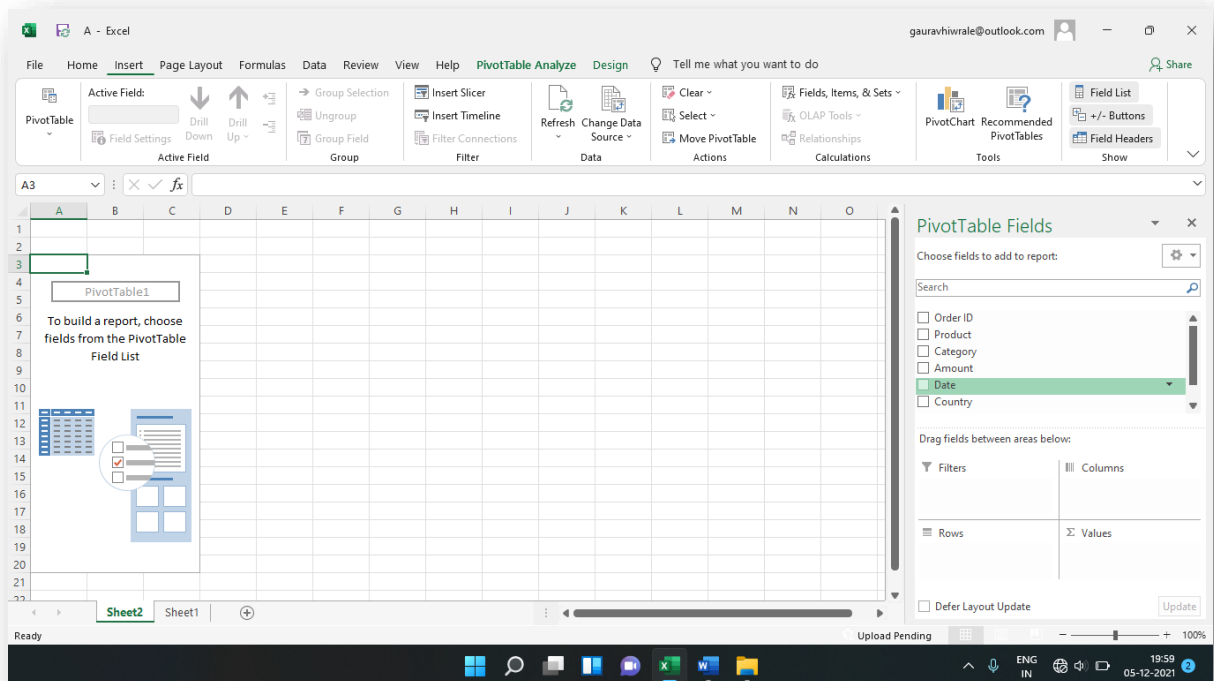 A - Excel
gauravhiwrale@outlook.com
File Home Insert Page Layout Formulas Data Review View Help PivotTable Analyze Design Tell me what you want to do Share
PivotTable
Active Field:
Field Settings
Drill Down
Drill Up
Active Field
Group Selection
Ungroup
Group Field
Group
Insert Slicer
Insert Timeline
Filter Connections
Filter
Refresh
Change Data Source
Data
Clear
Select
Move PivotTable
Actions
Fields, Items, & Sets
OLAP Tools
Relationships
Calculations
PivotChart
Recommended PivotTables
Tools
Field List
+/- Buttons
Field Headers
Show
A3
fx
A B C D E F G H I J K L M N O
1
2
3
4
5
6
7
8
9
10
11
12
13
14
15
16
17
18
19
20
21
22
PivotTable1
To build a report, choose
fields from the PivotTable
Field List
PivotTable Fields
Choose fields to add to report:
Search
Order ID
Product
Category
Amount
Date
Country
Drag fields between areas below:
Filters
Columns
Rows
Σ Values
Defer Layout Update
Update
Sheet2 Sheet1
Ready
Upload Pending
100%
ENG
IN
19:59
05-12-2021
2